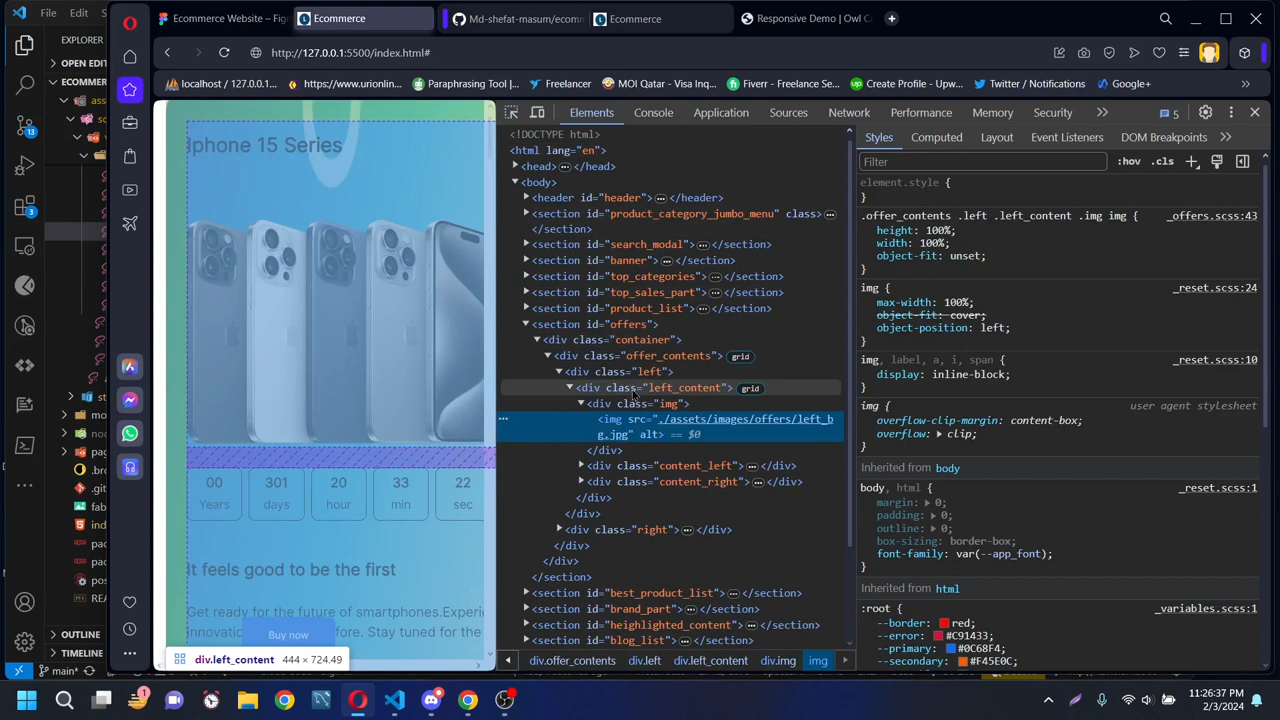 File Edit
Ecommerce Website – Figm
Ecommerce
Md-shefat-masum/ecomm
Ecommerce
Responsive Demo | Owl Ca
EXPLORER
http://127.0.0.1:5500/index.html#
OPEN EDI
localhost / 127.0.0.1...
https://www.urionlin...
Paraphrasing Tool |...
Freelancer
MOI Qatar - Visa Inq...
Fiverr - Freelance Se...
Create Profile - Upw...
Twitter / Notifications
Google+
ECOMMER
Elements
Console
Application
Sources
Network
Performance
Memory
Security
5
Styles
Computed
Layout
Event Listeners
DOM Breakpoints
Filter
:hov .cls
Iphone 15 Series
00 Years
301 days
20 hour
33 min
22 sec
It feels good to be the first
Get ready for the future of smartphones.Experi
Buy now
div.left_content 444 × 724.49
<!DOCTYPE html>
<html lang="en">
<head> </head>
<body>
<header id="header"> </header>
<section id="product_category_jumbo_menu" class>
</section>
<section id="search_modal"> </section>
<section id="banner"> </section>
<section id="top_categories"> </section>
<section id="top_sales_part"> </section>
<section id="product_list"> </section>
<section id="offers">
<div class="container">
<div class="offer_contents"> grid
<div class="left">
<div class="left_content"> grid
<div class="img">
<img src="./assets/images/offers/left_b
g.jpg" alt> == $0
</div>
<div class="content_left"> </div>
<div class="content_right"> </div>
</div>
</div>
<div class="right"> </div>
</div>
</div>
</section>
<section id="best_product_list"> </section>
<section id="brand_part"> </section>
<section id="heighlighted_content"> </section>
<section id="blog_list"> </section>
div.offer_contents div.left div.left_content div.img img
element.style {
}
.offer_contents .left .left_content .img img { _offers.scss:43
height: 100%;
width: 100%;
object-fit: unset;
}
img { _reset.scss:24
max-width: 100%;
object-fit: cover;
object-position: left;
}
img, label, a, i, span { _reset.scss:10
display: inline-block;
}
img { user agent stylesheet
overflow-clip-margin: content-box;
overflow: clip;
}
Inherited from body
body, html { _reset.scss:1
margin: 0;
padding: 0;
outline: 0;
box-sizing: border-box;
font-family: var(--app_font);
}
Inherited from html
:root { _variables.scss:1
--border: red;
--error: #C91433;
--primary: #0C68F4;
--secondary: #F45E0C;
OUTLINE
TIMELINE
main*
11:26:37 PM
2/3/2024